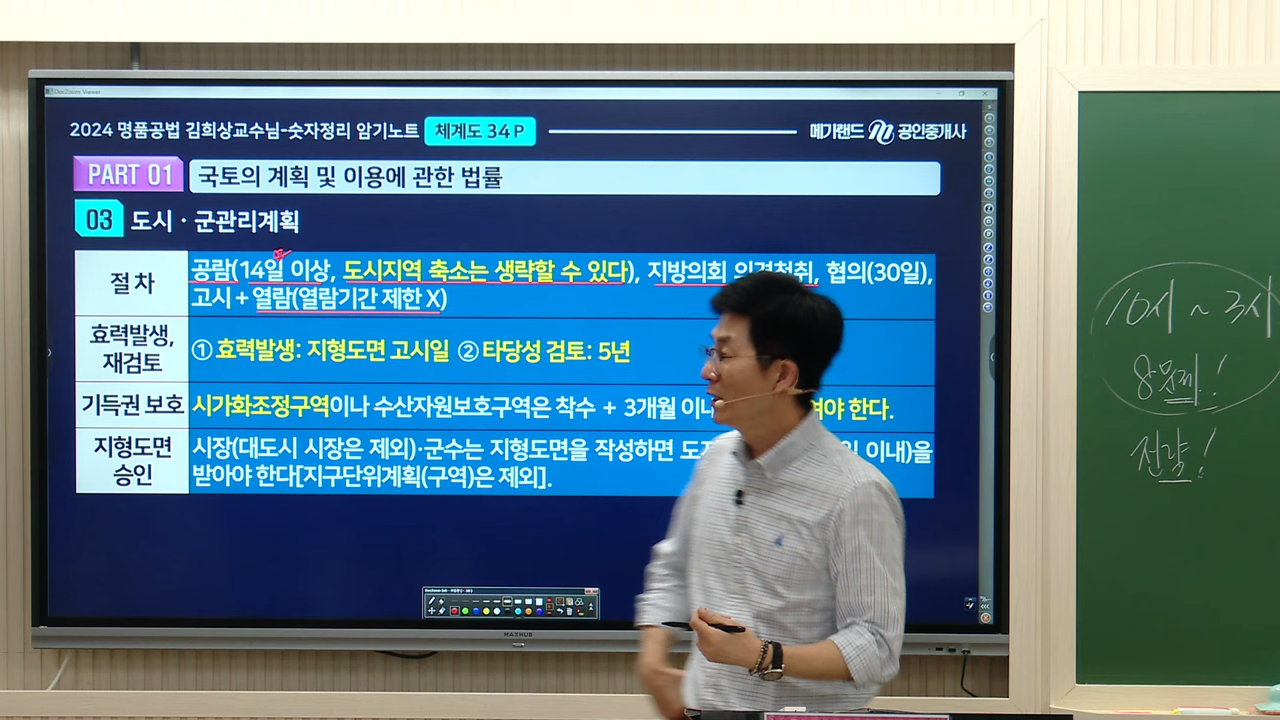 DocZoom Viewer
2024 명품공법 김희상교수님-숫자정리 암기노트 체계도 34P 메가랜드 공인중개사
PART 01 국토의 계획 및 이용에 관한 법률
03 도시·군관리계획
절차
공람(14일 이상, 도시지역 축소는 생략할 수 있다), 지방의회 의견청취, 협의(30일),
고시+열람(열람기간 제한 X)
효력발생,
재검토
① 효력발생: 지형도면 고시일 ② 타당성 검토: 5년
기득권 보호
시가화조정구역이나 수산자원보호구역은 착수 + 3개월 이내 여야 한다.
지형도면
승인
시장(대도시 시장은 제외)·군수는 지형도면을 작성하면 도지 이내)을
받아야 한다[지구단위계획(구역)은 제외].
MAXHUB
10시 ~ 3시
8문제!
전략!